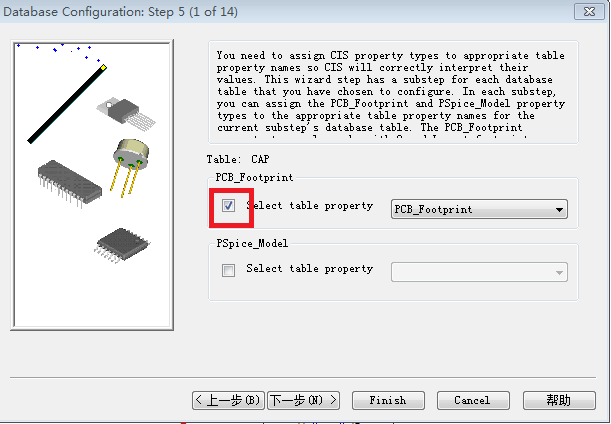 Database Configuration: Step 5 (1 of 14)
You need to assign CIS property types to appropriate table
property names so CIS will correctly interpret their
values. This wizard step has a substep for each database
table that you have chosen to configure. In each substep,
you can assign the PCB_Footprint and PSpice_Model property
types to the appropriate table property names for the
current substep's database table. The PCB_Footprint
Table: CAP
PCB_Footprint
Select table property
PCB_Footprint
PSpice_Model
Select table property
< 上一步(B)
下一步(N) >
Finish
Cancel
帮助